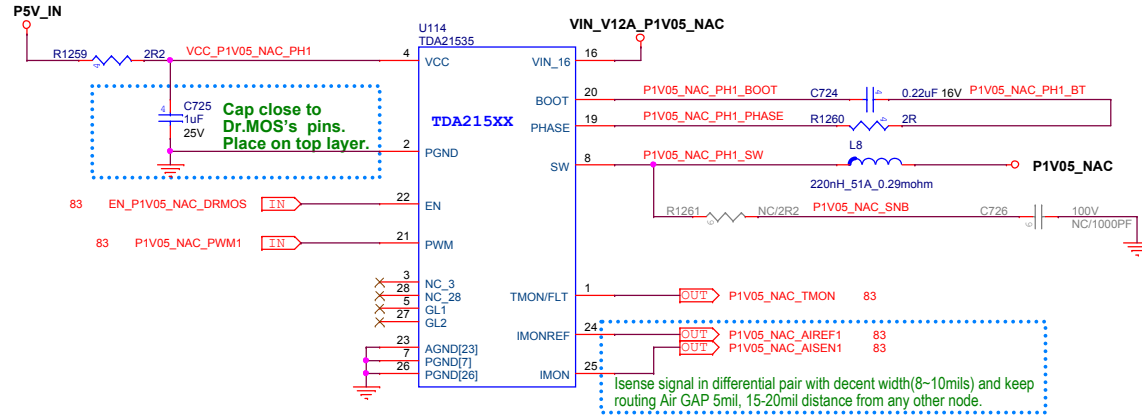 P5V_IN
R1259
2R2
VCC_P1V05_NAC_PH1
C725
1uF
25V
Cap close to
Dr.MOS's pins.
Place on top layer.
83 EN_P1V05_NAC_DRMOS IN
83 P1V05_NAC_PWM1 IN
U114
TDA21535
TDA215XX
4 VCC
2 PGND
22 EN
21 PWM
3 NC_3
28 NC_28
5 GL1
27 GL2
23 AGND[23]
7 PGND[7]
26 PGND[26]
VIN_V12A_P1V05_NAC
VIN_16 16
BOOT 20 P1V05_NAC_PH1_BOOT C724 0.22uF 16V P1V05_NAC_PH1_BT
PHASE 19 P1V05_NAC_PH1_PHASE R1260 2R
SW 8 P1V05_NAC_PH1_SW L8
P1V05_NAC
220nH_51A_0.29mohm
R1261 NC/2R2 P1V05_NAC_SNB C726 100V
NC/1000PF
TMON/FLT 1 OUT P1V05_NAC_TMON 83
IMONREF 24 OUT P1V05_NAC_AIREF1 83
OUT P1V05_NAC_AISEN1 83
IMON 25
Isense signal in differential pair with decent width(8~10mils) and keep
routing Air GAP 5mil, 15-20mil distance from any other node.